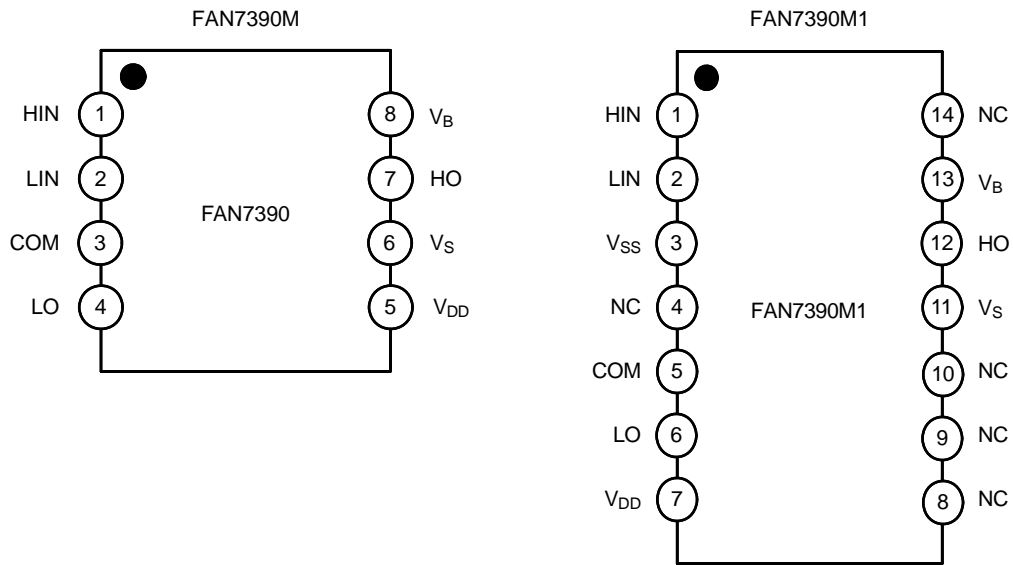 FAN7390M
HIN 1
8 VB
LIN 2
7 HO
FAN7390
COM 3
6 VS
LO 4
5 VDD
FAN7390M1
HIN 1
14 NC
LIN 2
13 VB
VSS 3
12 HO
NC 4
FAN7390M1
11 VS
COM 5
10 NC
LO 6
9 NC
VDD 7
8 NC